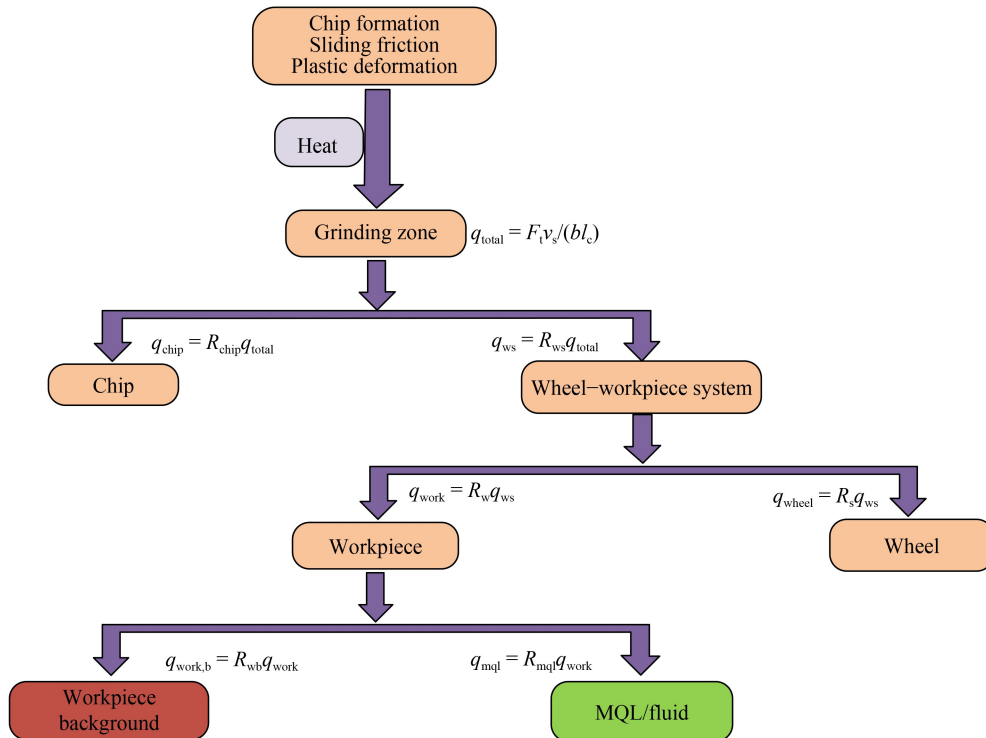 Chip formation
Sliding friction
Plastic deformation
Heat
Grinding zone
q_total = F_t v_s/(bl_c)
q_chip = R_chip q_total
q_ws = R_ws q_total
Chip
Wheel−workpiece system
q_work = R_w q_ws
q_wheel = R_s q_ws
Workpiece
Wheel
q_work,b = R_wb q_work
q_mql = R_mql q_work
Workpiece
background
MQL/fluid